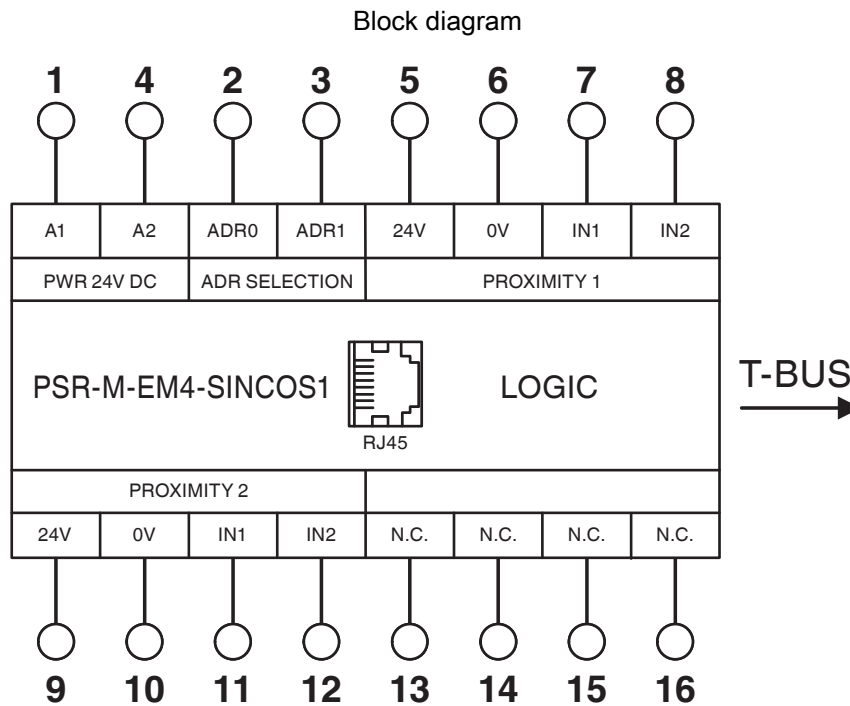 Block diagram
1 4 2 3 5 6 7 8
A1 A2 ADR0 ADR1 24V 0V IN1 IN2
PWR 24V DC ADR SELECTION PROXIMITY 1
PSR-M-EM4-SINCOS1 LOGIC T-BUS
RJ45
PROXIMITY 2
24V 0V IN1 IN2 N.C. N.C. N.C. N.C.
9 10 11 12 13 14 15 16